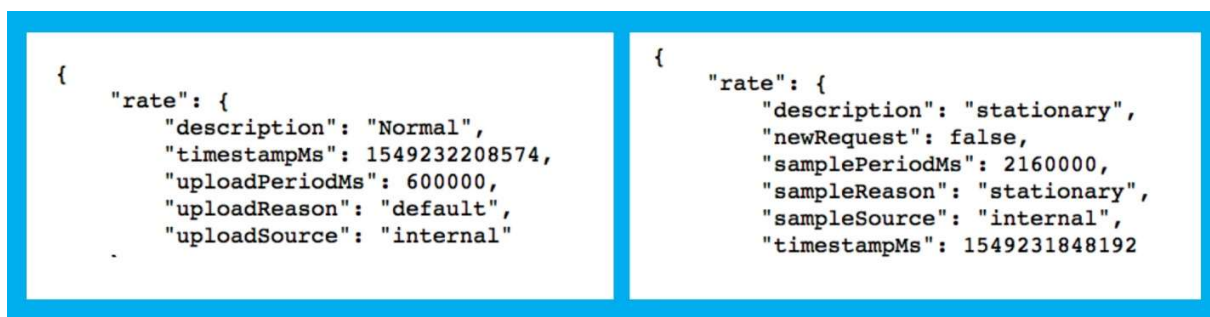 {
"rate": {
"description": "Normal",
"timestampMs": 1549232208574,
"uploadPeriodMs": 600000,
"uploadReason": "default",
"uploadSource": "internal"
{
"rate": {
"description": "stationary",
"newRequest": false,
"samplePeriodMs": 2160000,
"sampleReason": "stationary",
"sampleSource": "internal",
"timestampMs": 1549231848192